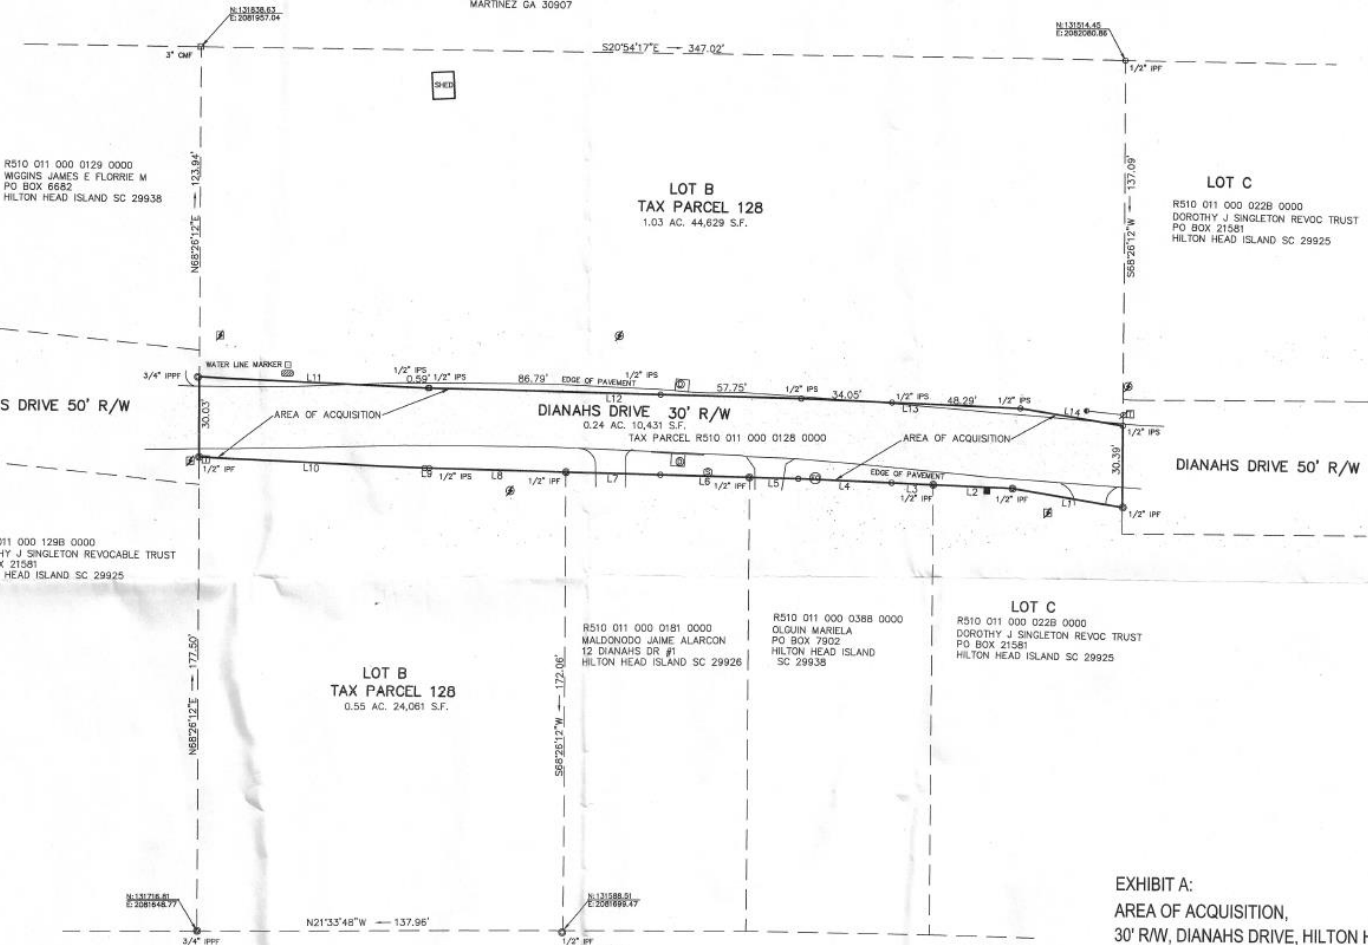 MARTINEZ GA 30907
N:131838.63
E:2081957.04
3" CMF
S20°54'17"E 347.02'
N:131514.45
E:2082080.86
1/2" IPF
SHED
R510 011 000 0129 0000
WIGGINS JAMES E FLORRIE M
PO BOX 6682
HILTON HEAD ISLAND SC 29938
N68°26'12"E 123.94'
LOT B
TAX PARCEL 128
1.03 AC. 44,629 S.F.
S68°26'12"W 137.09'
LOT C
R510 011 000 022B 0000
DOROTHY J SINGLETON REVOC TRUST
PO BOX 21581
HILTON HEAD ISLAND SC 29925
WATER LINE MARKER
3/4" IPPF
L11
1/2" IPS
0.59'
1/2" IPS
86.79'
EDGE OF PAVEMENT
1/2" IPS
L12
57.75'
1/2" IPS
34.05'
1/2" IPS
L13
48.29'
1/2" IPS
L14
1/2" IPS
S DRIVE 50' R/W
30.03'
AREA OF ACQUISITION
DIANAHS DRIVE 30' R/W
0.24 AC. 10,431 S.F.
TAX PARCEL R510 011 000 0128 0000
AREA OF ACQUISITION
30.39'
DIANAHS DRIVE 50' R/W
1/2" IPF
L10
L9
1/2" IPS
L8
1/2" IPF
L7
L6
1/2" IPF
L5
L4
EDGE OF PAVEMENT
L3
1/2" IPF
L2
1/2" IPF
L1
1/2" IPF
011 000 129B 0000
HY J SINGLETON REVOCABLE TRUST
X 21581
HEAD ISLAND SC 29925
N68°26'12"E 177.50'
LOT B
TAX PARCEL 128
0.55 AC. 24,061 S.F.
S68°26'12"W 172.06'
R510 011 000 0181 0000
MALDONODO JAIME ALARCON
12 DIANAHS DR #1
HILTON HEAD ISLAND SC 29926
R510 011 000 0388 0000
OLGUIN MARIELA
PO BOX 7902
HILTON HEAD ISLAND
SC 29938
LOT C
R510 011 000 022B 0000
DOROTHY J SINGLETON REVOC TRUST
PO BOX 21581
HILTON HEAD ISLAND SC 29925
N:131716.81
E:2081648.77
3/4" IPPF
N21°33'48"W 137.96'
N:131588.51
E:2081699.47
1/2" IPF
EXHIBIT A:
AREA OF ACQUISITION,
30' R/W, DIANAHS DRIVE, HILTON H